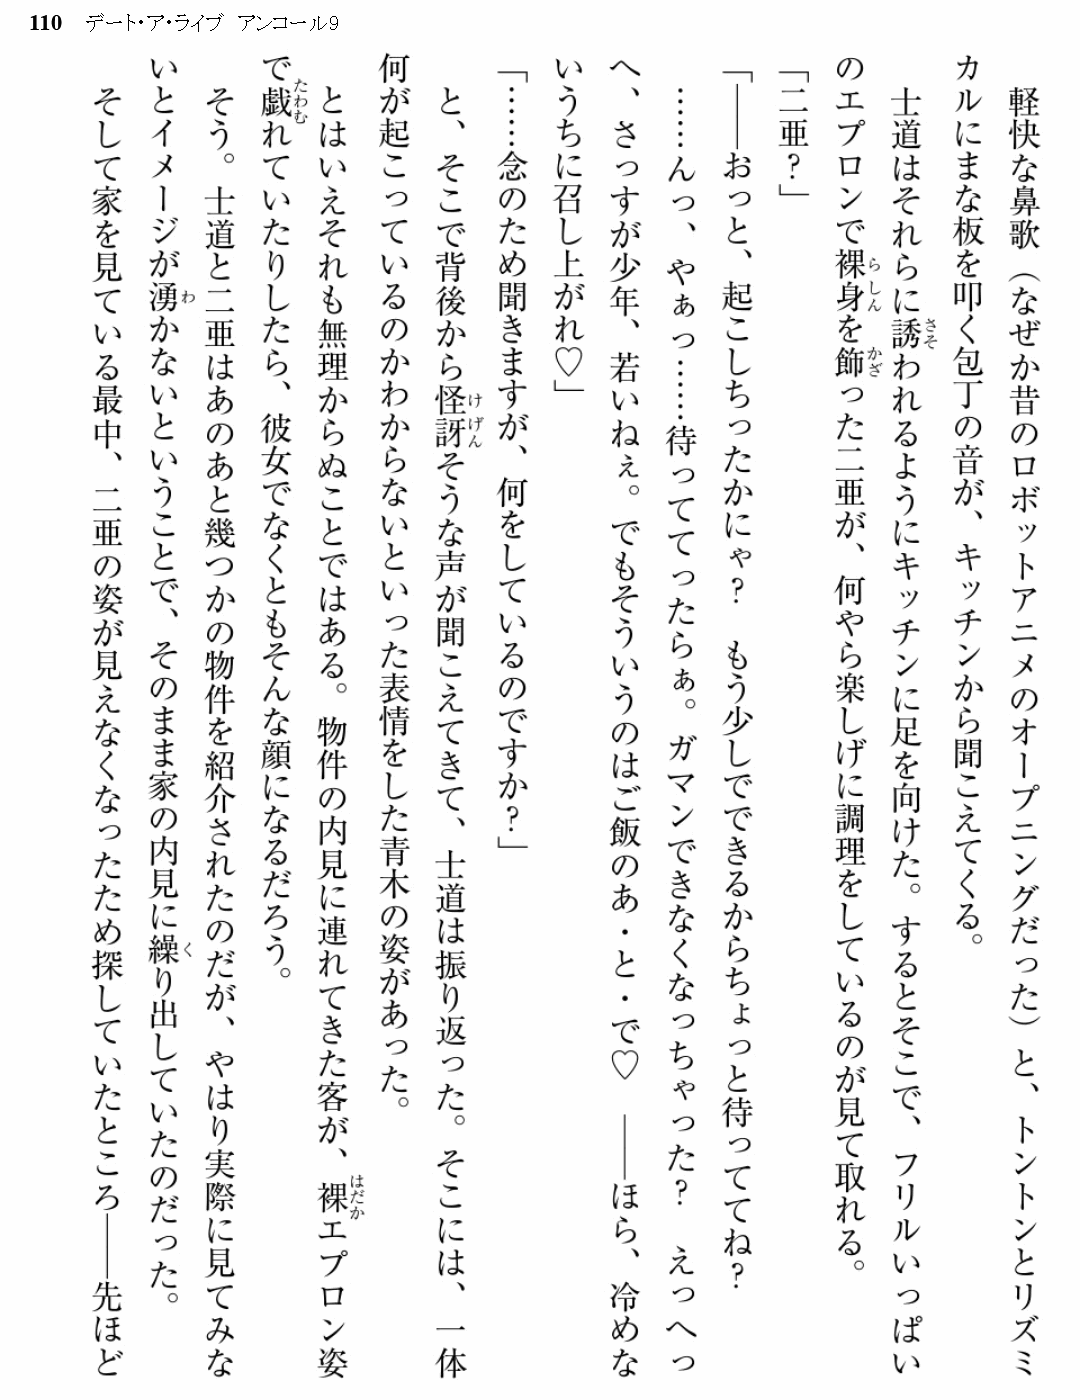 110 デート・ア・ライブ アンコール9
　軽快な鼻歌（なぜか昔のロボットアニメのオープニングだった）と、トントンとリズミ
カルにまな板を叩く包丁の音が、キッチンから聞こえてくる。
　士道はそれらに誘われるようにキッチンに足を向けた。するとそこで、フリルいっぱい
のエプロンで裸身を飾った二亜が、何やら楽しげに調理をしているのが見て取れる。
「二亜？」
「――おっと、起こしちったかにゃ？　もう少しでできるからちょっと待っててね？
　……んっ、やぁっ……待っててってったらぁ。ガマンできなくなっちゃった？　えっへっ
へ、さっすが少年、若いねぇ。でもそういうのはご飯のあ・と・で♡　――ほら、冷めな
いうちに召し上がれ♡」
「……念のため聞きますが、何をしているのですか？」
　と、そこで背後から怪訝そうな声が聞こえてきて、士道は振り返った。そこには、一体
何が起こっているのかわからないといった表情をした青木の姿があった。
　とはいえそれも無理からぬことではある。物件の内見に連れてきた客が、裸エプロン姿
で戯れていたりしたら、彼女でなくともそんな顔になるだろう。
　そう。士道と二亜はあのあと幾つかの物件を紹介されたのだが、やはり実際に見てみな
いとイメージが湧かないということで、そのまま家の内見に繰り出していたのだった。
　そして家を見ている最中、二亜の姿が見えなくなったため探していたところ――先ほど